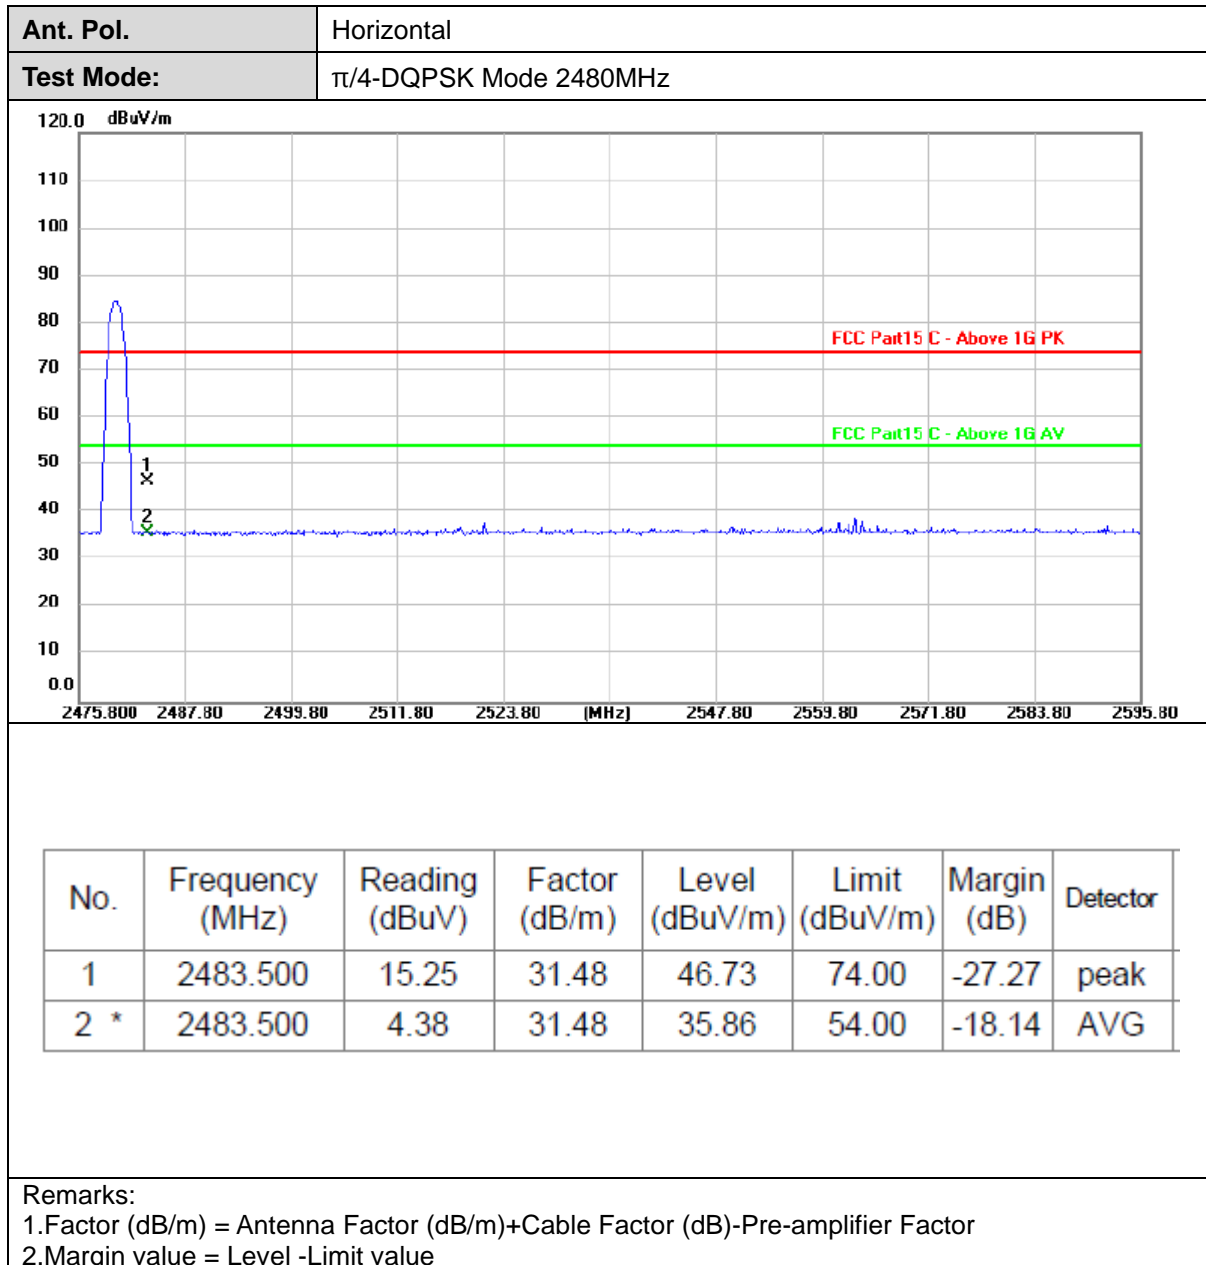 Ant. Pol. Horizontal
Test Mode: π/4-DQPSK Mode 2480MHz
120.0 dBuV/m
110
100
90
80
FCC Part15 C - Above 1G PK
70
60
FCC Part15 C - Above 1G AV
50
1
40
2
30
20
10
0.0
2475.800 2487.80 2499.80 2511.80 2523.80 (MHz) 2547.80 2559.80 2571.80 2583.80 2595.80
No. Frequency (MHz) Reading (dBuV) Factor (dB/m) Level (dBuV/m) Limit (dBuV/m) Margin (dB) Detector
1 2483.500 15.25 31.48 46.73 74.00 -27.27 peak
2 * 2483.500 4.38 31.48 35.86 54.00 -18.14 AVG
Remarks:
1.Factor (dB/m) = Antenna Factor (dB/m)+Cable Factor (dB)-Pre-amplifier Factor
2.Margin value = Level -Limit value